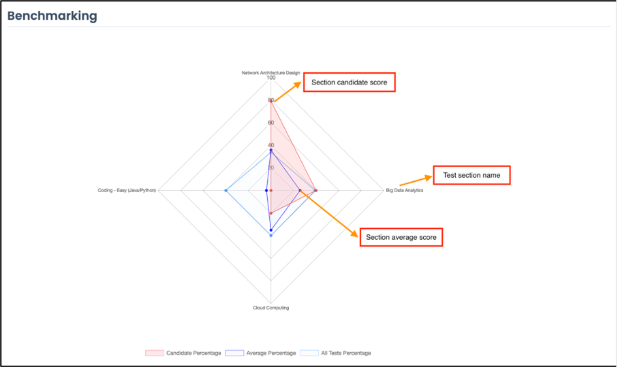 Benchmarking
Network Architecture Design
100
Section candidate score
80
60
20
Test section name
Coding - Easy (Java/Python)
Big Data Analytics
Section average score
Cloud Computing
Candidate Percentage
Average Percentage
All Tests Percentage